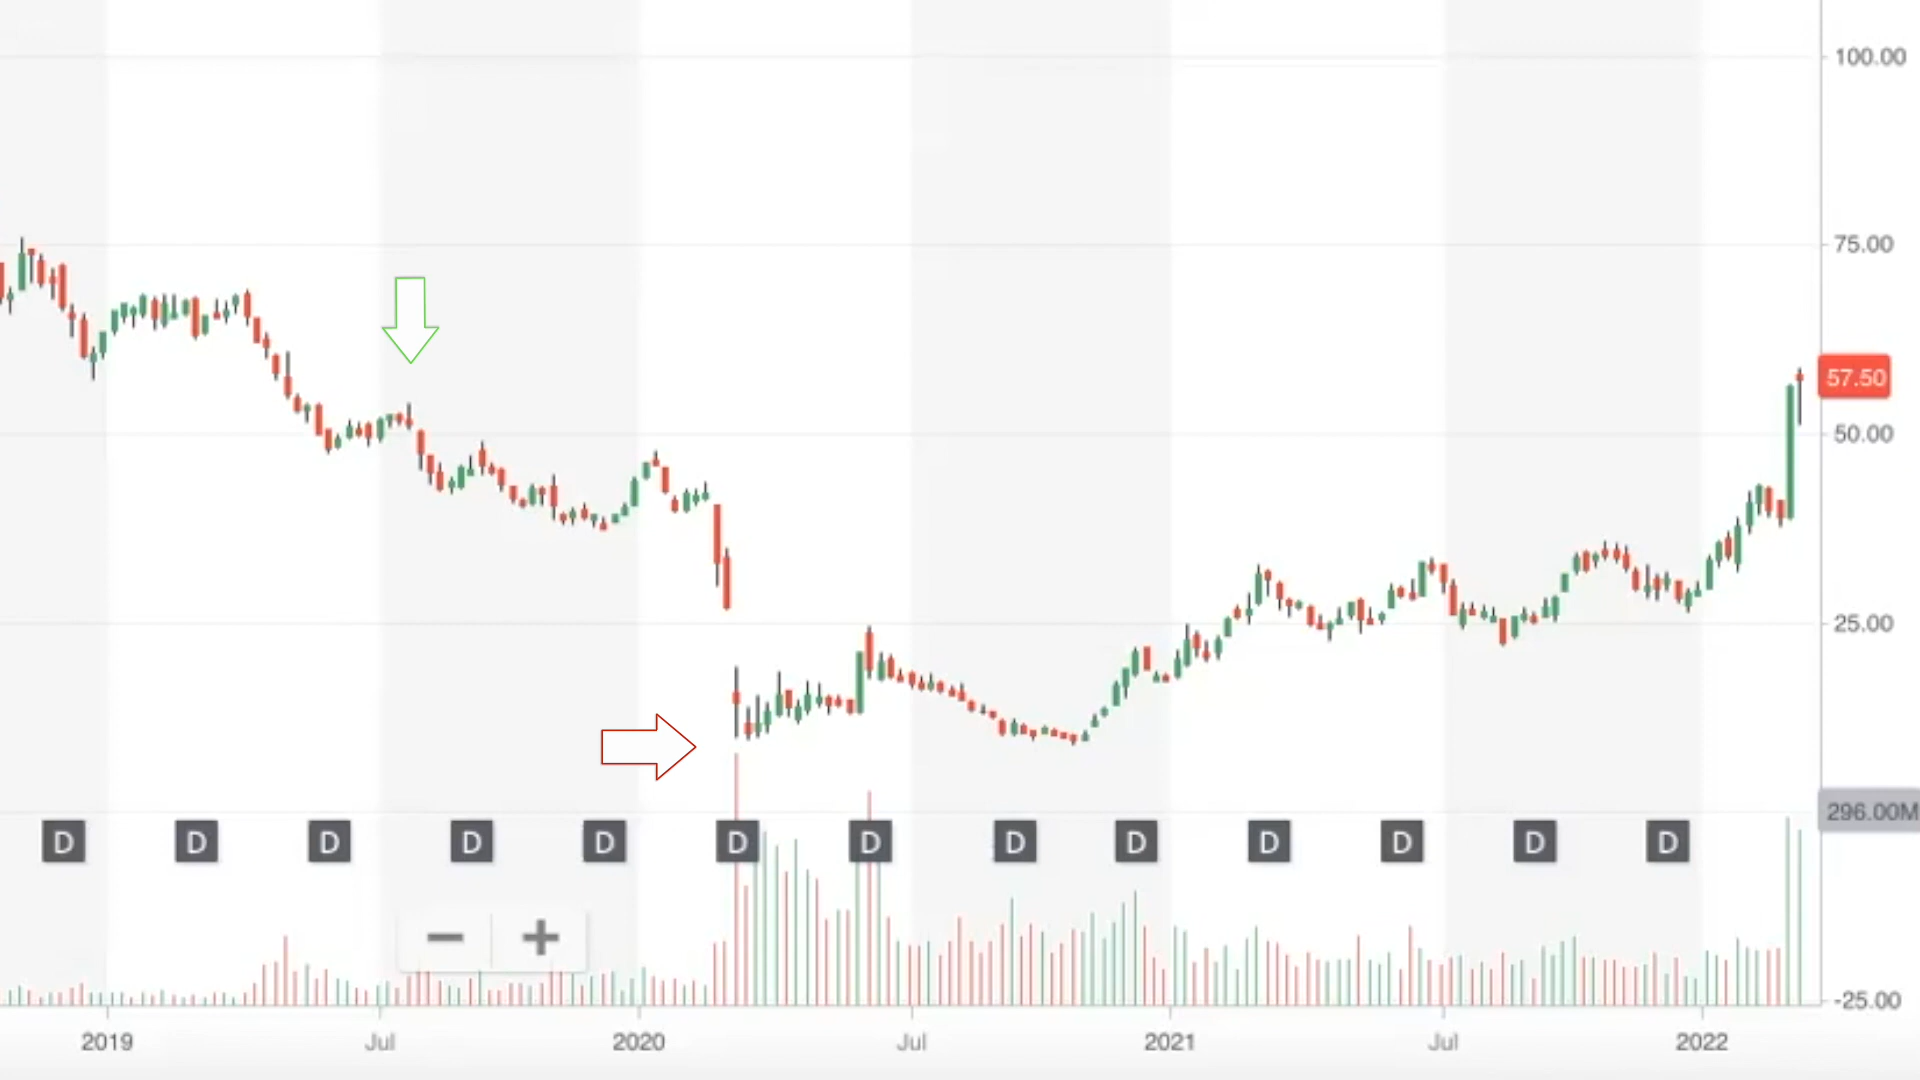 100.00
75.00
57.50
50.00
25.00
296.00M
D D D D D D D D D D D D D
− +
-25.00
2019 Jul 2020 Jul 2021 Jul 2022